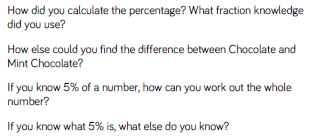 How did you calculate the percentage? What fraction knowledge
did you use?
How else could you find the difference between Chocolate and
Mint Chocolate?
If you know 5% of a number, how can you work out the whole
number?
If you know what 5% is, what else do you know?